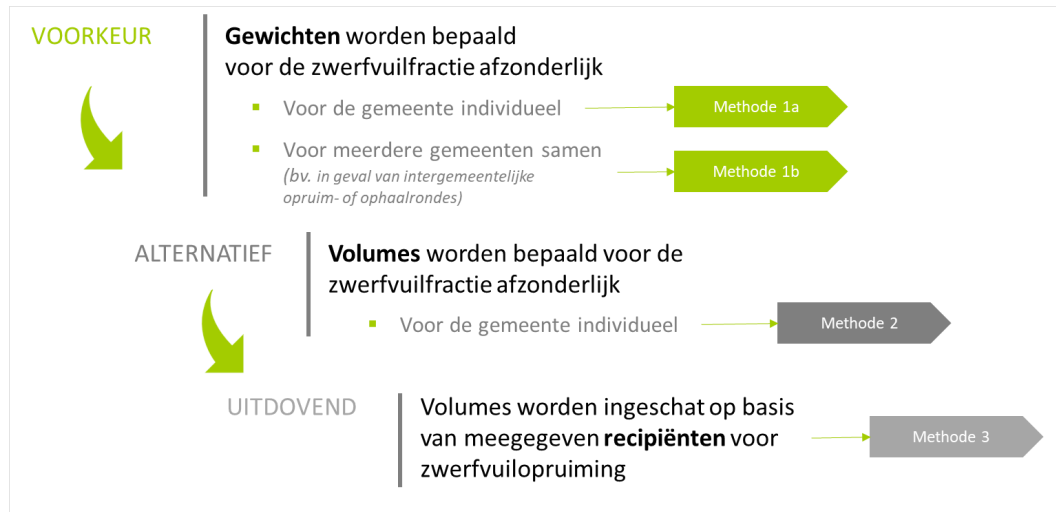 VOORKEUR
Gewichten worden bepaald
voor de zwerfvuilfractie afzonderlijk
▪ Voor de gemeente individueel
Methode 1a
▪ Voor meerdere gemeenten samen
(bv. in geval van intergemeentelijke
opruim- of ophaalrondes)
Methode 1b
ALTERNATIEF
Volumes worden bepaald voor de
zwerfvuilfractie afzonderlijk
▪ Voor de gemeente individueel
Methode 2
UITDOVEND
Volumes worden ingeschat op basis
van meegegeven recipiënten voor
zwerfvuilopruiming
Methode 3